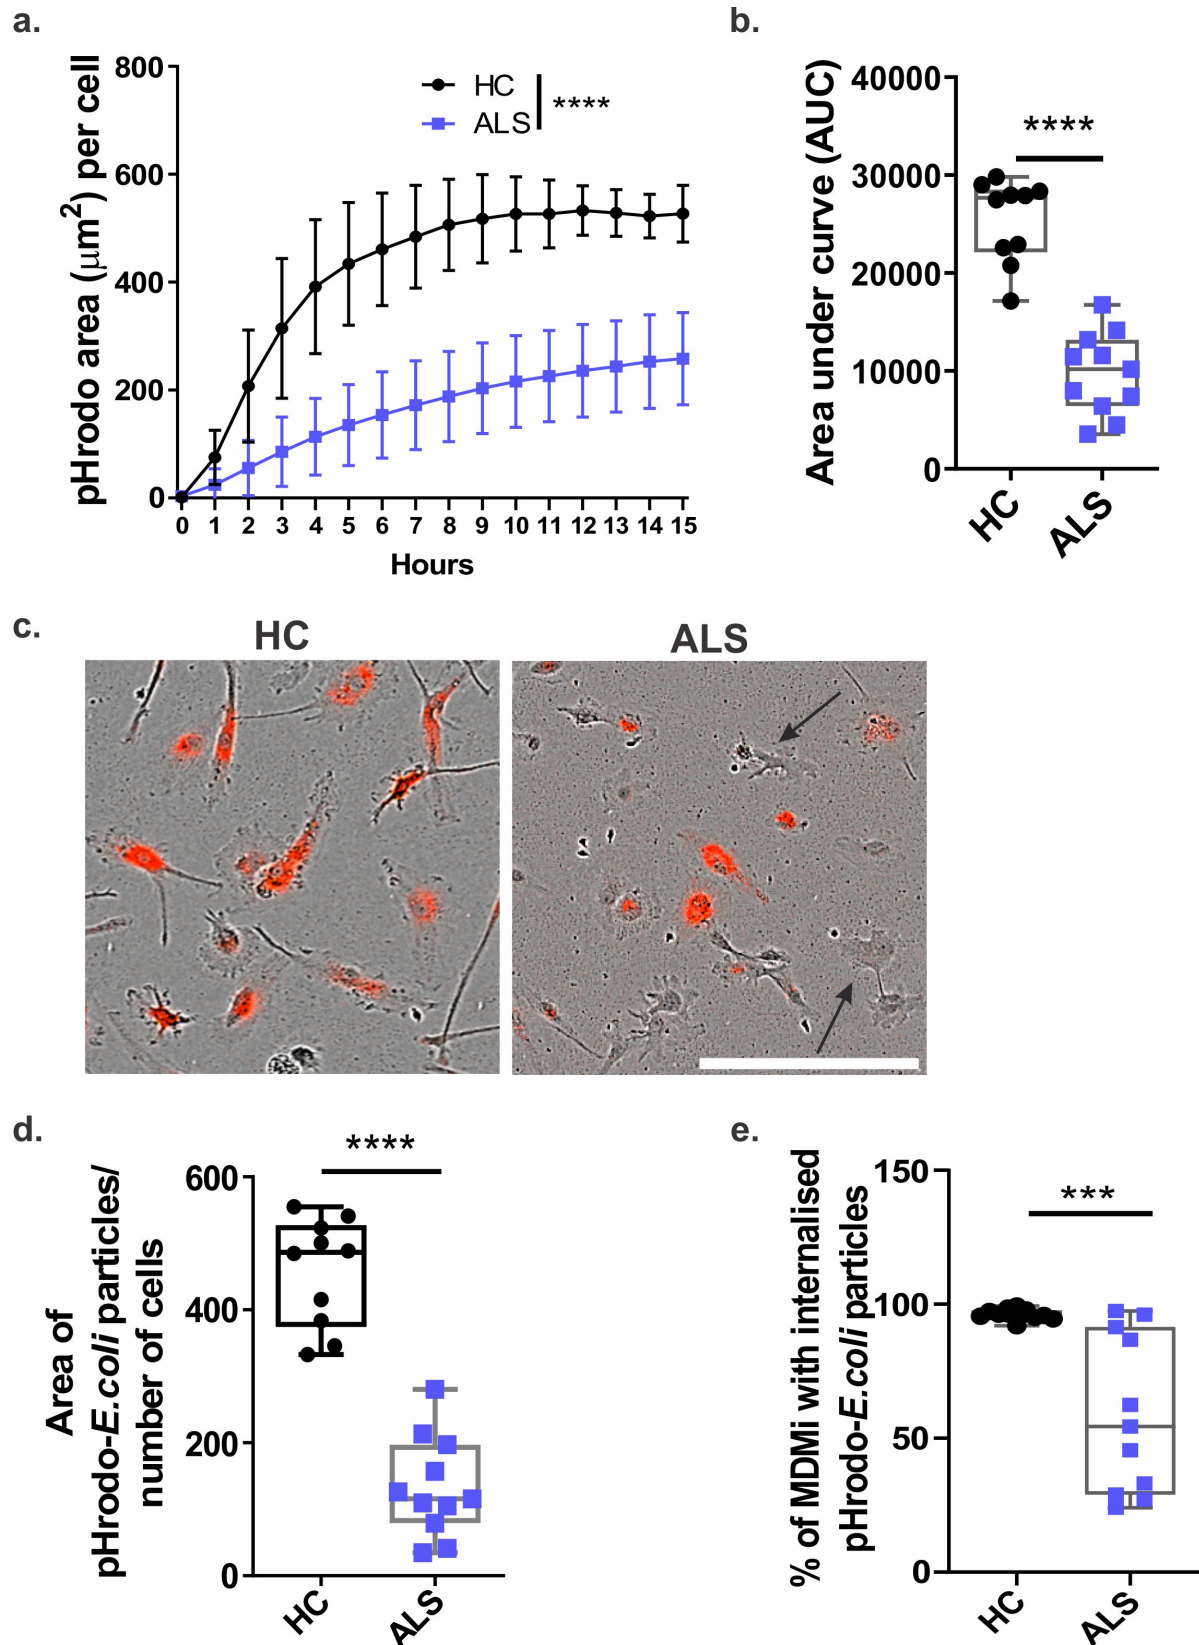 a.
pHrodo area (μm²) per cell
800
600
400
200
0
HC
ALS
****
0 1 2 3 4 5 6 7 8 9 10 11 12 13 14 15
Hours
b.
Area under curve (AUC)
40000
30000
20000
10000
0
****
HC
ALS
c.
HC
ALS
d.
Area of
pHrodo-E.coli particles/
number of cells
600
400
200
0
****
HC
ALS
e.
% of MDMi with internalised
pHrodo-E.coli particles
150
100
50
0
***
HC
ALS